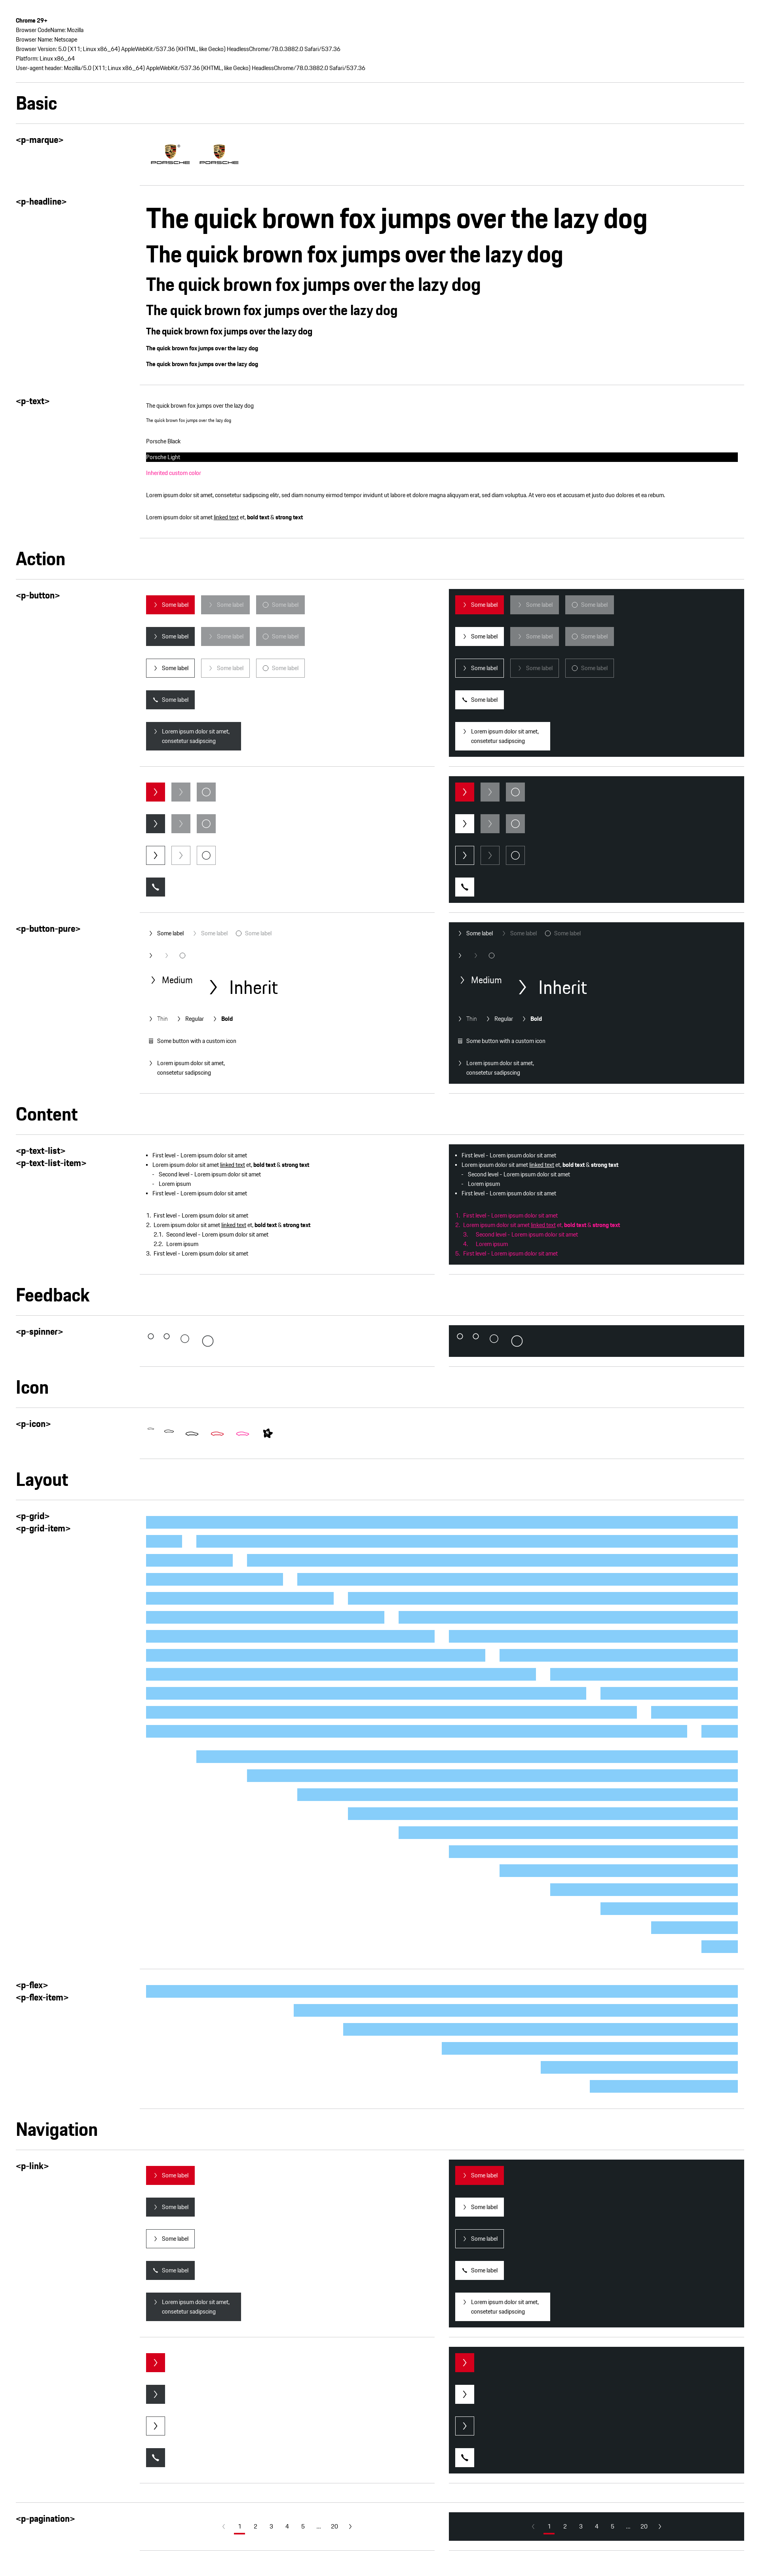 Chrome 29+
Browser CodeName: Mozilla
Browser Name: Netscape
Browser Version: 5.0 (X11; Linux x86_64) AppleWebKit/537.36 (KHTML, like Gecko) HeadlessChrome/78.0.3882.0 Safari/537.36
Platform: Linux x86_64
User-agent header: Mozilla/5.0 (X11; Linux x86_64) AppleWebKit/537.36 (KHTML, like Gecko) HeadlessChrome/78.0.3882.0 Safari/537.36
Basic
<p-marque>
PORSCHE PORSCHE
<p-headline>
The quick brown fox jumps over the lazy dog
The quick brown fox jumps over the lazy dog
The quick brown fox jumps over the lazy dog
The quick brown fox jumps over the lazy dog
The quick brown fox jumps over the lazy dog
The quick brown fox jumps over the lazy dog
The quick brown fox jumps over the lazy dog
<p-text>
The quick brown fox jumps over the lazy dog
The quick brown fox jumps over the lazy dog
Porsche Black
Porsche Light
Inherited custom color
Lorem ipsum dolor sit amet, consetetur sadipscing elitr, sed diam nonumy eirmod tempor invidunt ut labore et dolore magna aliquyam erat, sed diam voluptua. At vero eos et accusam et justo duo dolores et ea rebum.
Lorem ipsum dolor sit amet linked text et, bold text & strong text
Action
<p-button>
Some label Some label Some label Some label Some label Some label
Some label Some label Some label Some label Some label Some label
Some label Some label Some label Some label Some label Some label
Some label Some label
Lorem ipsum dolor sit amet, Lorem ipsum dolor sit amet,
consetetur sadipscing consetetur sadipscing
<p-button-pure>
Some label Some label Some label Some label Some label Some label
Medium Inherit Medium Inherit
Thin Regular Bold Thin Regular Bold
Some button with a custom icon Some button with a custom icon
Lorem ipsum dolor sit amet, Lorem ipsum dolor sit amet,
consetetur sadipscing consetetur sadipscing
Content
<p-text-list>
<p-text-list-item>
• First level - Lorem ipsum dolor sit amet
• Lorem ipsum dolor sit amet linked text et, bold text & strong text
- Second level - Lorem ipsum dolor sit amet
- Lorem ipsum
• First level - Lorem ipsum dolor sit amet
1. First level - Lorem ipsum dolor sit amet
2. Lorem ipsum dolor sit amet linked text et, bold text & strong text
2.1. Second level - Lorem ipsum dolor sit amet
2.2. Lorem ipsum
3. First level - Lorem ipsum dolor sit amet
• First level - Lorem ipsum dolor sit amet
• Lorem ipsum dolor sit amet linked text et, bold text & strong text
- Second level - Lorem ipsum dolor sit amet
- Lorem ipsum
• First level - Lorem ipsum dolor sit amet
1. First level - Lorem ipsum dolor sit amet
2. Lorem ipsum dolor sit amet linked text et, bold text & strong text
3. Second level - Lorem ipsum dolor sit amet
4. Lorem ipsum
5. First level - Lorem ipsum dolor sit amet
Feedback
<p-spinner>
Icon
<p-icon>
Layout
<p-grid>
<p-grid-item>
<p-flex>
<p-flex-item>
Navigation
<p-link>
Some label Some label
Some label Some label
Some label Some label
Some label Some label
Lorem ipsum dolor sit amet, Lorem ipsum dolor sit amet,
consetetur sadipscing consetetur sadipscing
<p-pagination>
1 2 3 4 5 ... 20 1 2 3 4 5 ... 20